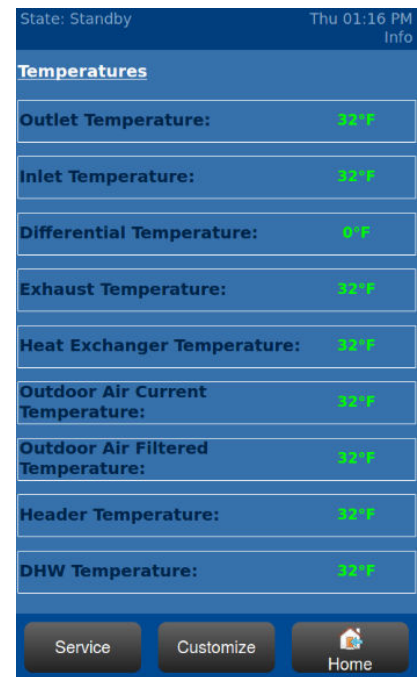 State: Standby Thu 01:16 PM
Info
Temperatures
Outlet Temperature: 32°F
Inlet Temperature: 32°F
Differential Temperature: 0°F
Exhaust Temperature: 32°F
Heat Exchanger Temperature: 32°F
Outdoor Air Current
Temperature: 32°F
Outdoor Air Filtered
Temperature: 32°F
Header Temperature: 32°F
DHW Temperature: 32°F
Service Customize Home